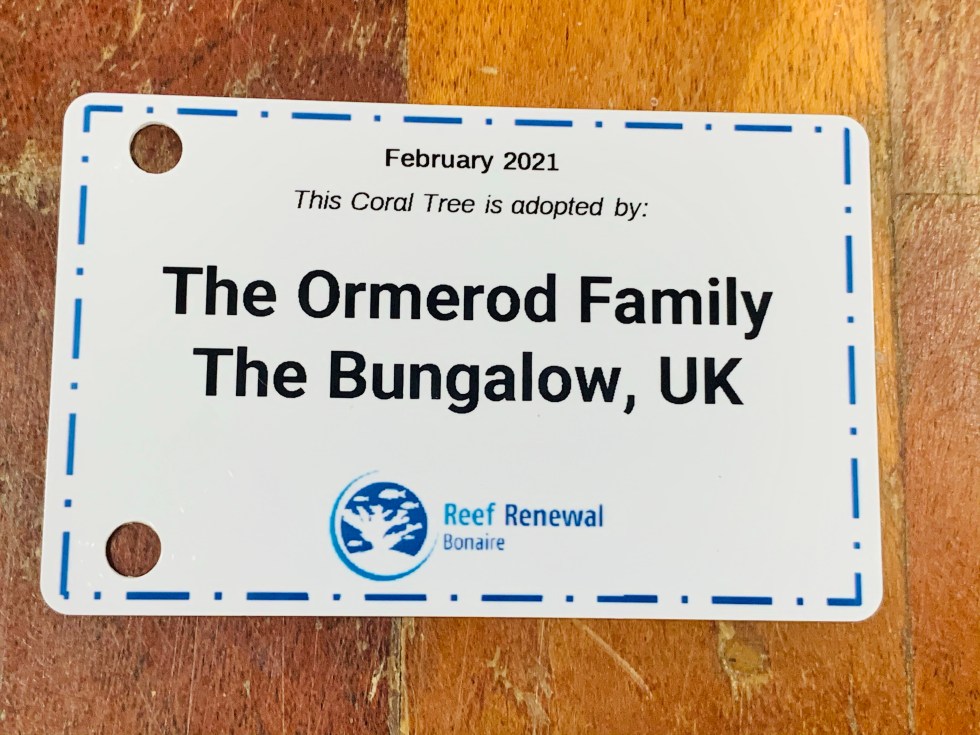 February 2021
This Coral Tree is adopted by:
The Ormerod Family
The Bungalow, UK
Reef Renewal
Bonaire